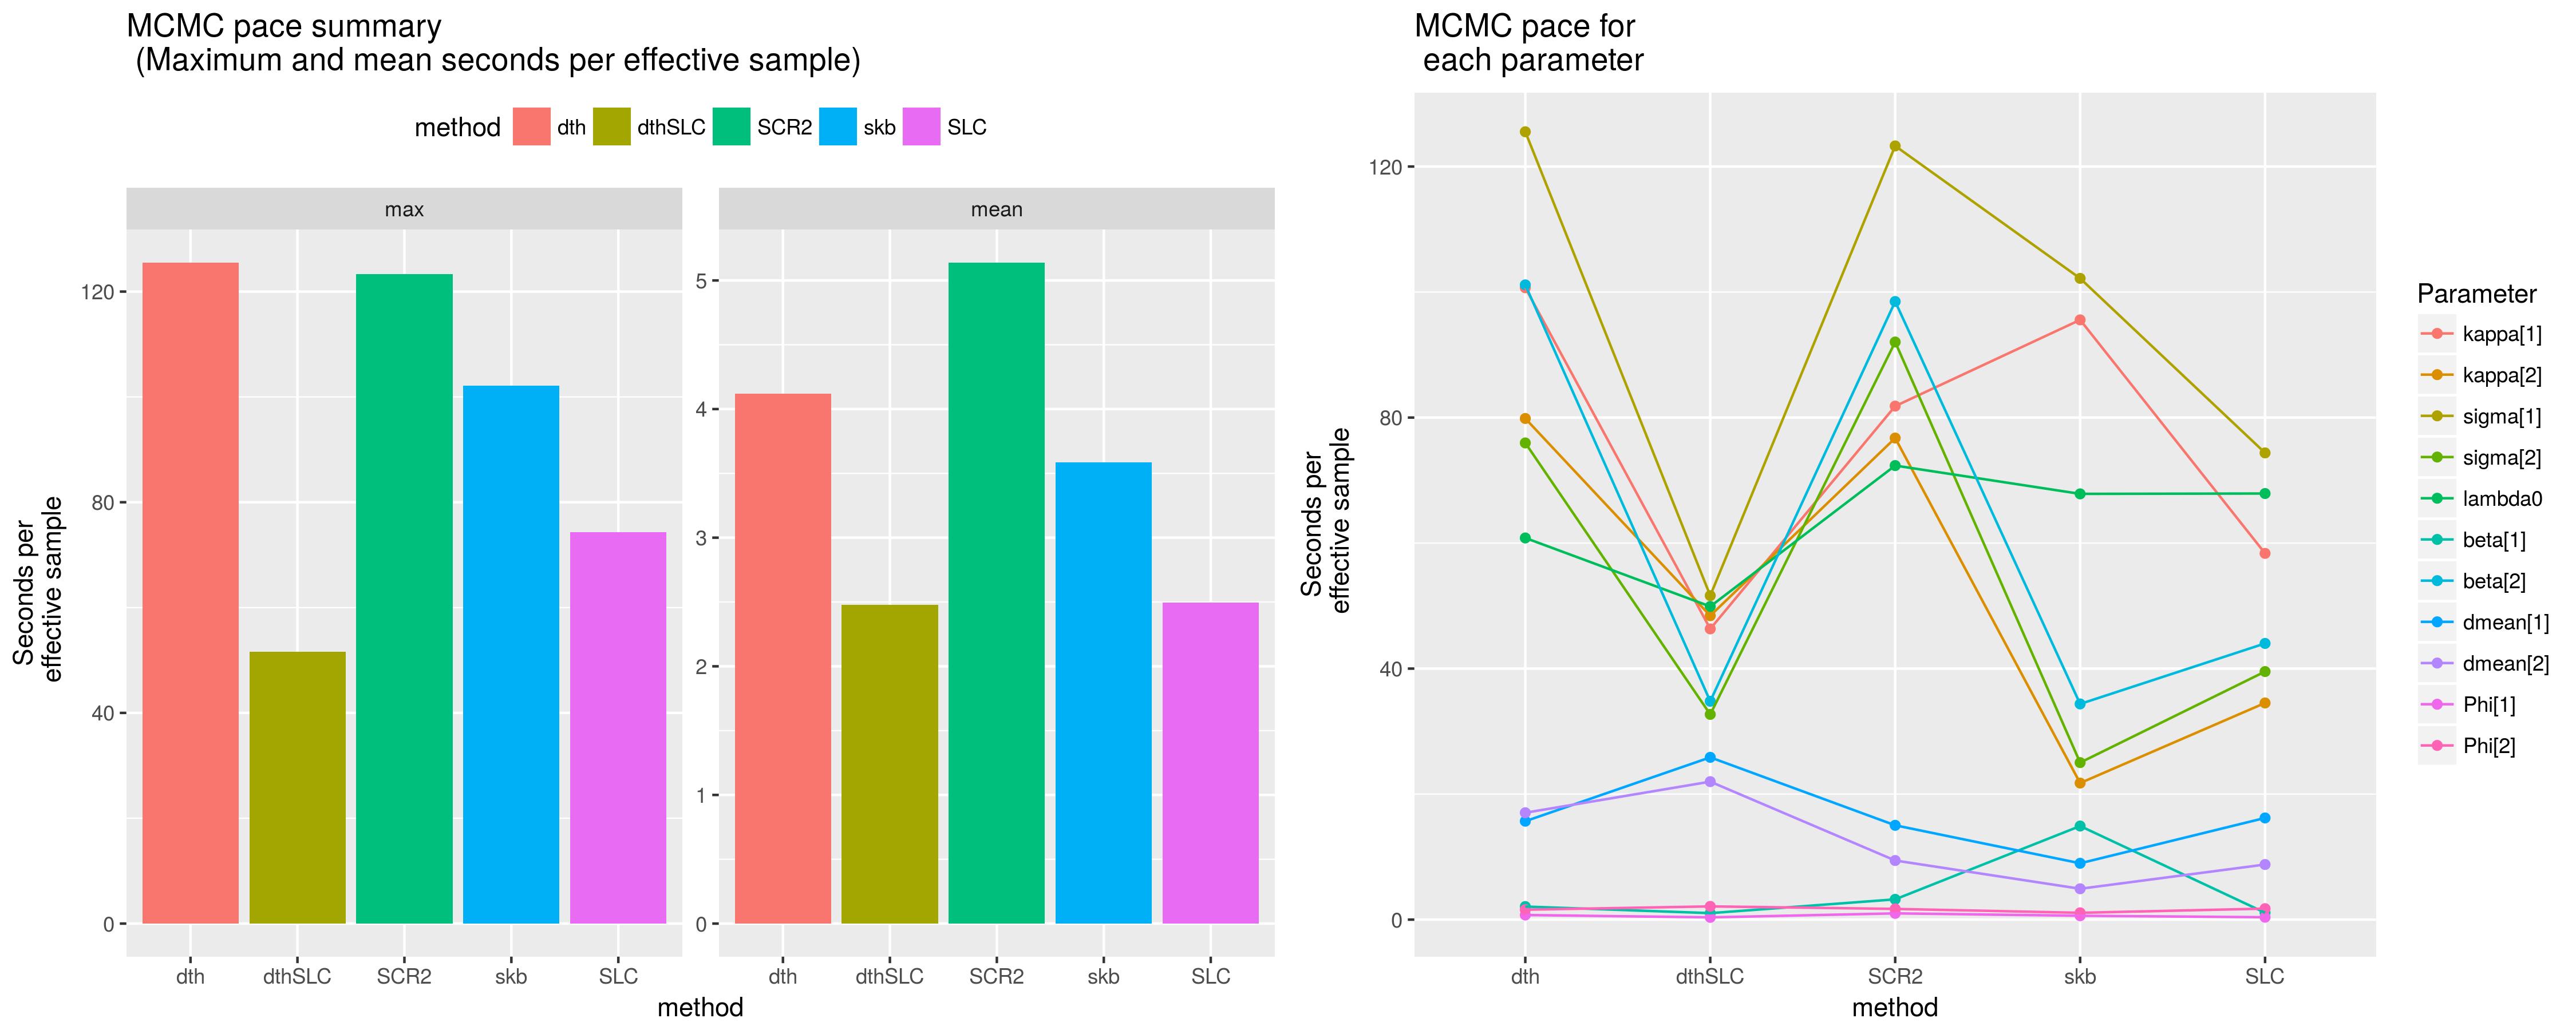 MCMC pace summary
(Maximum and mean seconds per effective sample)
method dth dthSLC SCR2 skb SLC
max
mean
Seconds per
effective sample
120
80
40
0
5
4
3
2
1
0
dth dthSLC SCR2 skb SLC
dth dthSLC SCR2 skb SLC
method
MCMC pace for
each parameter
Seconds per
effective sample
120
80
40
0
dth dthSLC SCR2 skb SLC
method
Parameter
kappa[1]
kappa[2]
sigma[1]
sigma[2]
lambda0
beta[1]
beta[2]
dmean[1]
dmean[2]
Phi[1]
Phi[2]